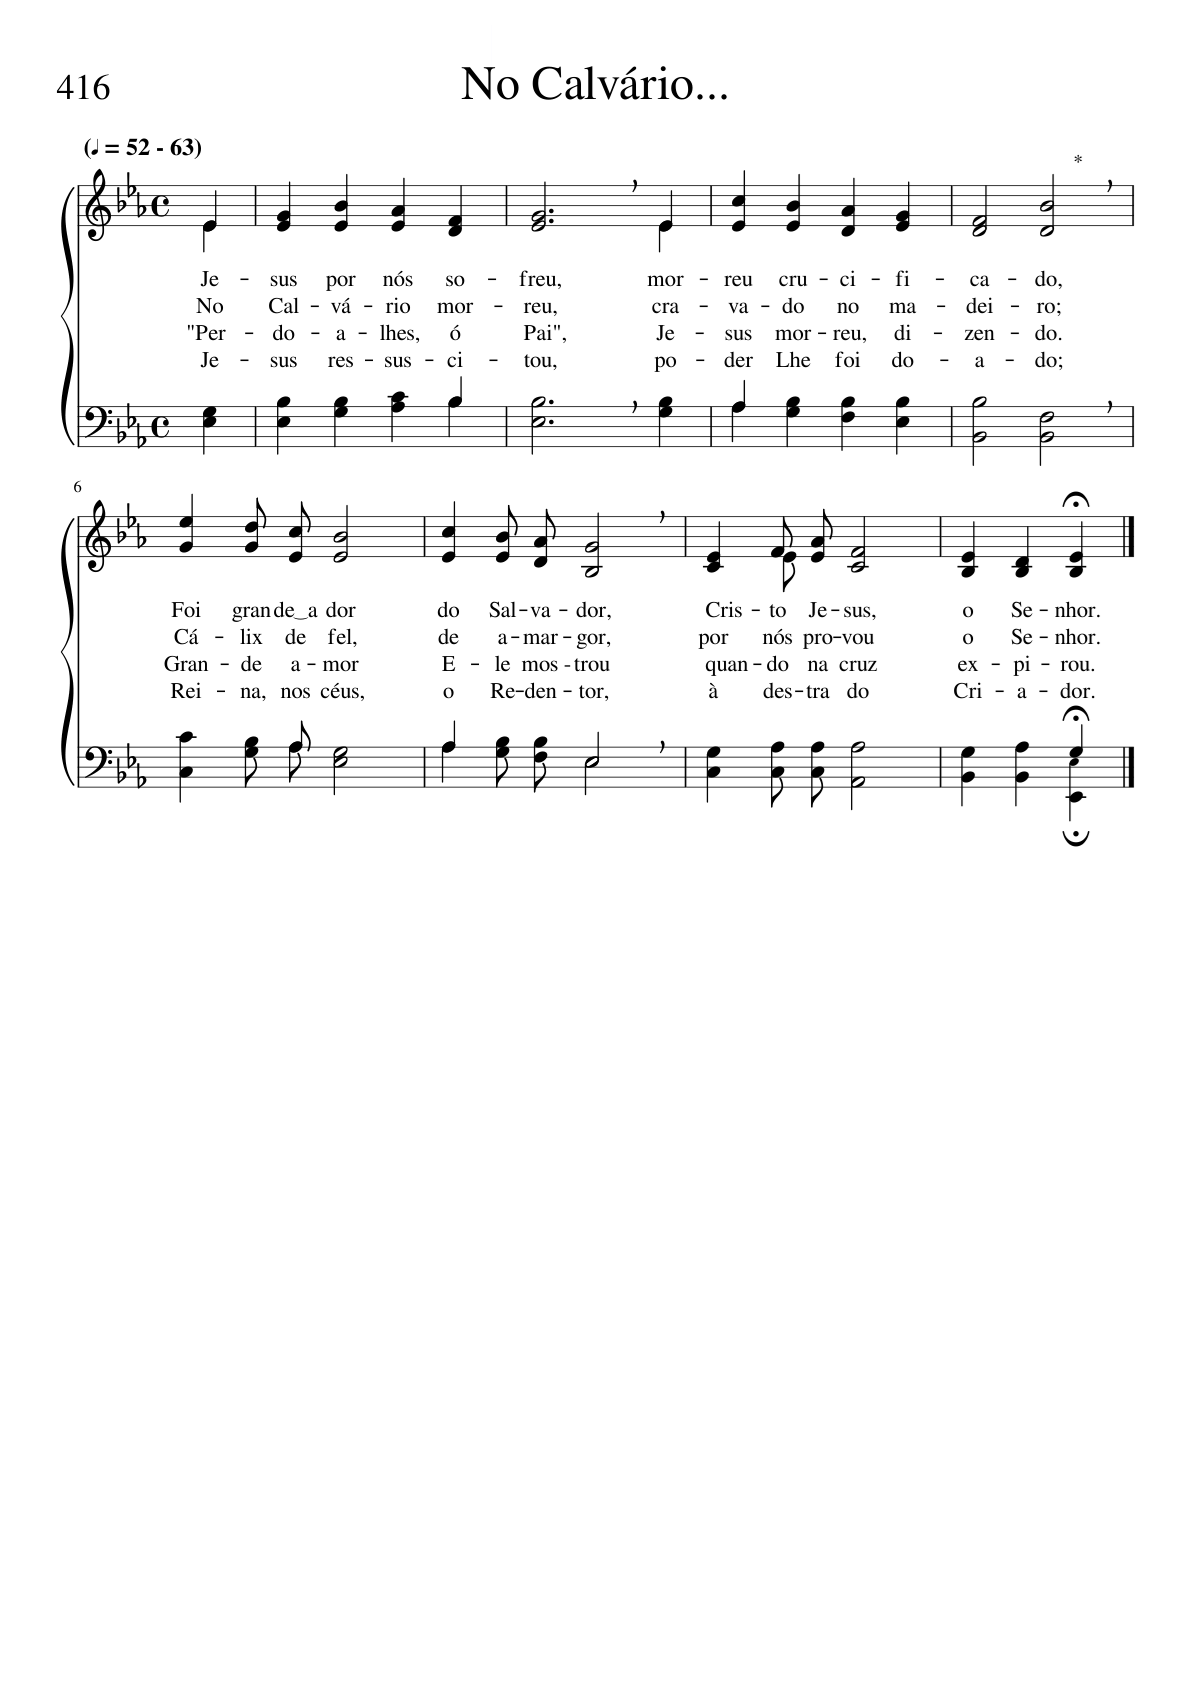 416
No Calvário...
(♩ = 52 - 63)
*
Je - sus por nós so - freu, mor - reu cru - ci - fi - ca - do,
No Cal - vá - rio mor - reu, cra - va - do no ma - dei - ro;
"Per - do - a - lhes, ó Pai", Je - sus mor - reu, di - zen - do.
Je - sus res - sus - ci - tou, po - der Lhe foi do - a - do;
6
Foi gran de‿a dor do Sal - va - dor, Cris - to Je - sus, o Se - nhor.
Cá - lix de fel, de a - mar - gor, por nós pro - vou o Se - nhor.
Gran - de a - mor E - le mos - trou quan - do na cruz ex - pi - rou.
Rei - na, nos céus, o Re - den - tor, à des - tra do Cri - a - dor.